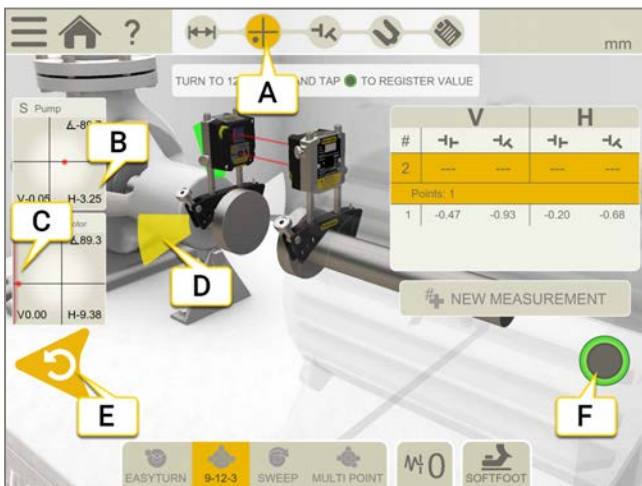 ?
mm
TURN TO 12 AND TAP TO REGISTER VALUE
A
S Pump
V H
B
#
2 --- --- --- ---
V-0.05 H-3.25
Points: 1
C
1 -0.47 -0.93 -0.20 -0.68
89.3
D
V0.00 H-9.38
# NEW MEASUREMENT
E
F
EASYTURN 9-12-3 SWEEP MULTI POINT
0
SOFTFOOT